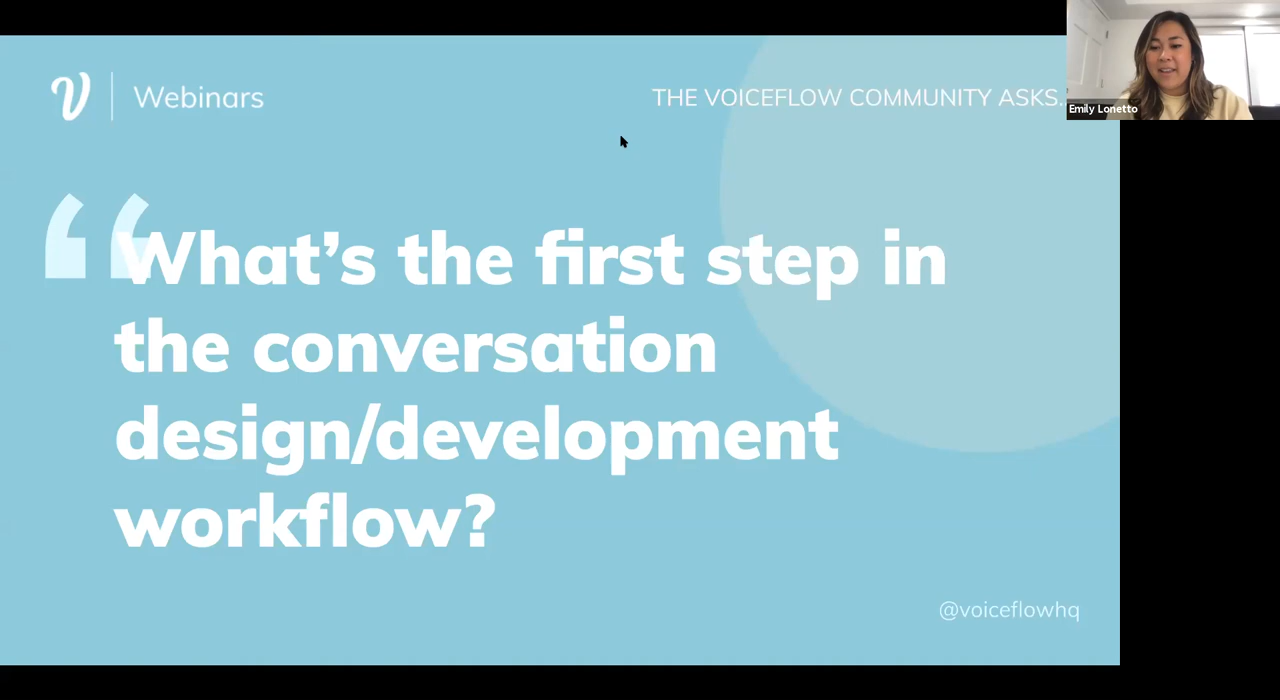 V | Webinars
THE VOICEFLOW COMMUNITY ASKS.
Emily Lonetto
“What’s the first step in
the conversation
design/development
workflow?
@voiceflowhq